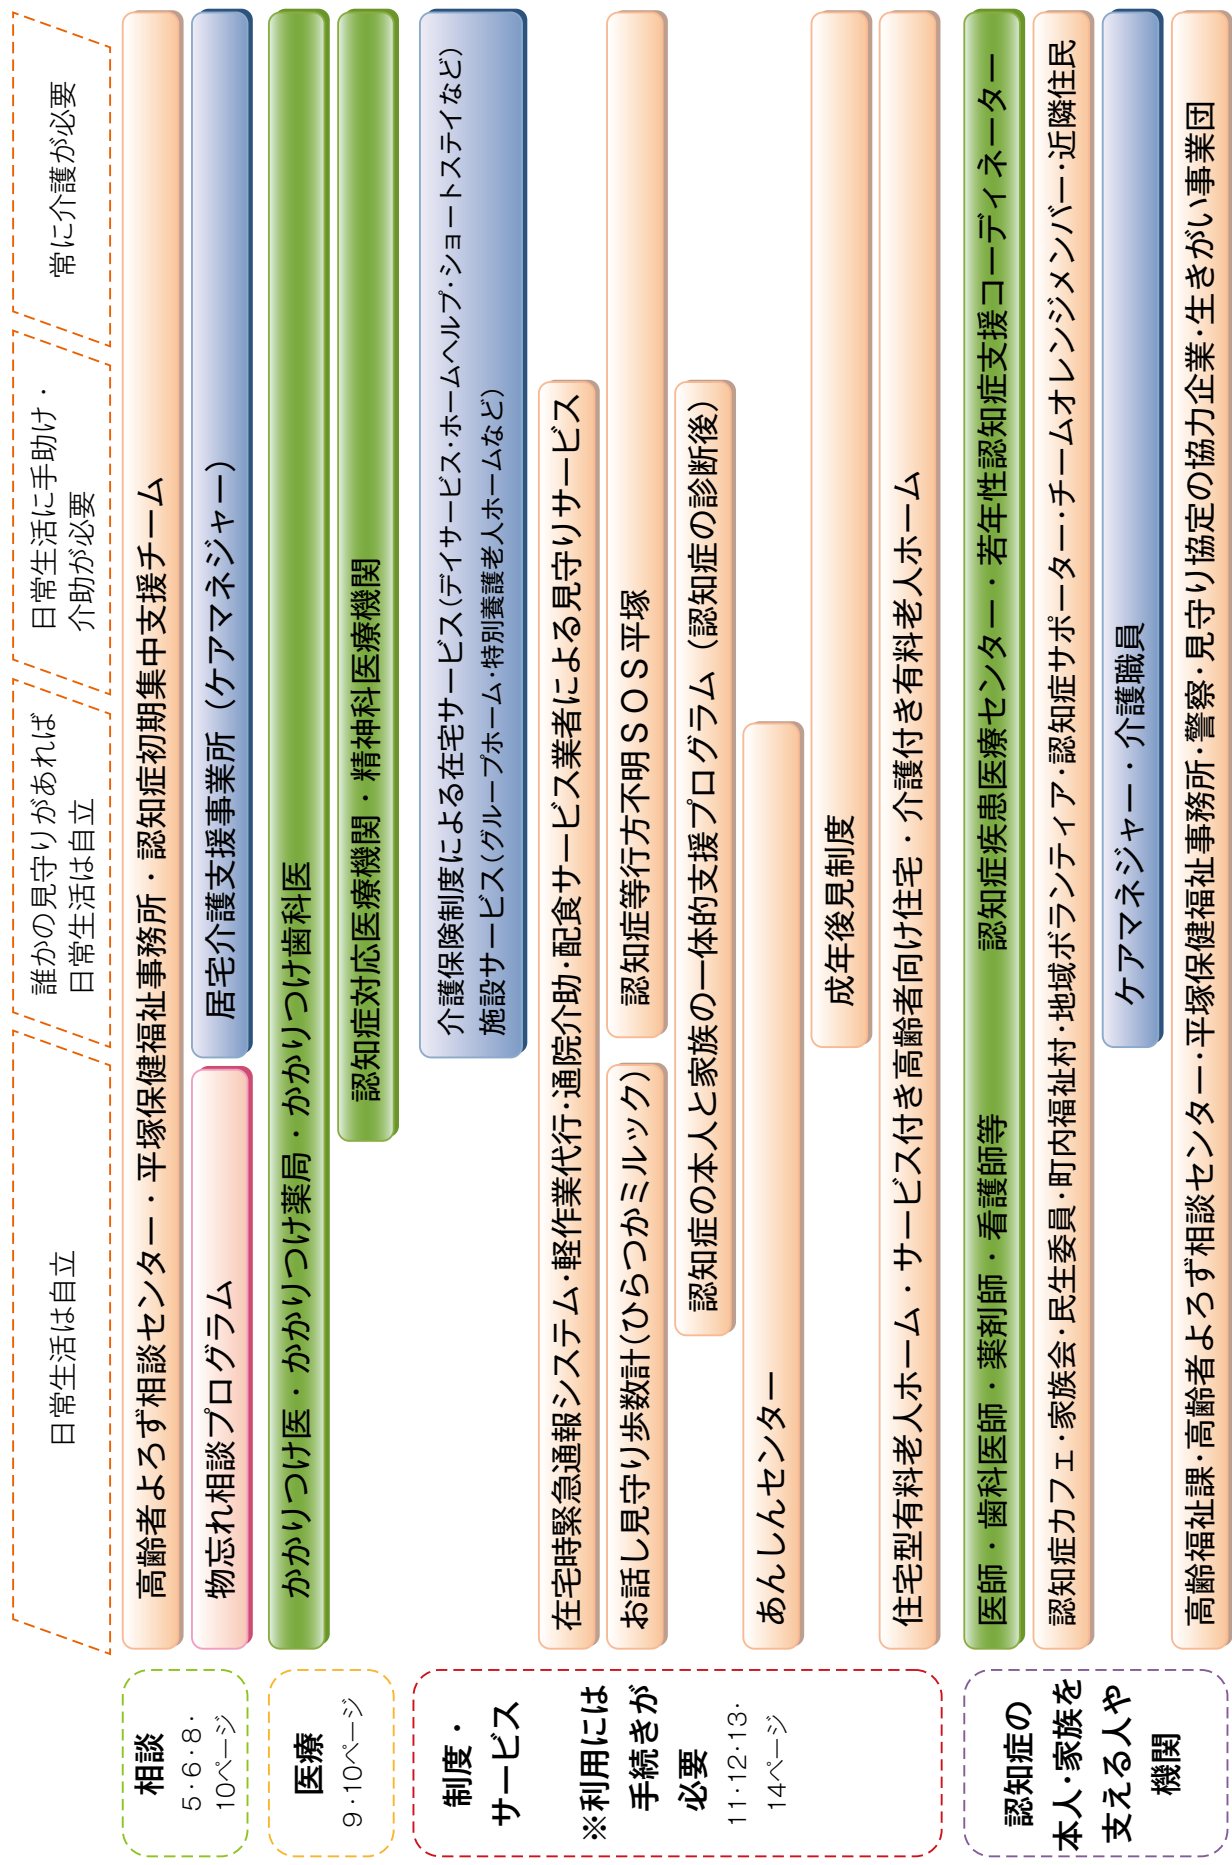 日常生活は自立
誰かの見守りがあれば
日常生活は自立
日常生活に手助け・
介助が必要
常に介護が必要
相談
5・6・8・
10ページ
高齢者よろず相談センター・平塚保健福祉事務所・認知症初期集中支援チーム
物忘れ相談プログラム
居宅介護支援事業所（ケアマネジャー）
医療
9・10ページ
かかりつけ医・かかりつけ薬局・かかりつけ歯科医
認知症対応医療機関・精神科医療機関
制度・
サービス
※利用には
手続きが
必要
11・12・13・
14ページ
介護保険制度による在宅サービス（デイサービス・ホームヘルプ・ショートステイなど）
施設サービス（グループホーム・特別養護老人ホームなど）
在宅時緊急通報システム・軽作業代行・通院介助・配食サービス業者による見守りサービス
お話し見守り歩数計（ひらつかミルック）
認知症等行方不明ＳＯＳ平塚
認知症の本人と家族の一体的支援プログラム（認知症の診断後）
あんしんセンター
成年後見制度
住宅型有料老人ホーム・サービス付き高齢者向け住宅・介護付き有料老人ホーム
認知症の
本人・家族を
支える人や
機関
医師・歯科医師・薬剤師・看護師等
認知症疾患医療センター・若年性認知症支援コーディネーター
認知症カフェ・家族会・民生委員・町内福祉村・地域ボランティア・認知症サポーター・チームオレンジメンバー・近隣住民
ケアマネジャー・介護職員
高齢福祉課・高齢者よろず相談センター・平塚保健福祉事務所・警察・見守り協定の協力企業・生きがい事業団